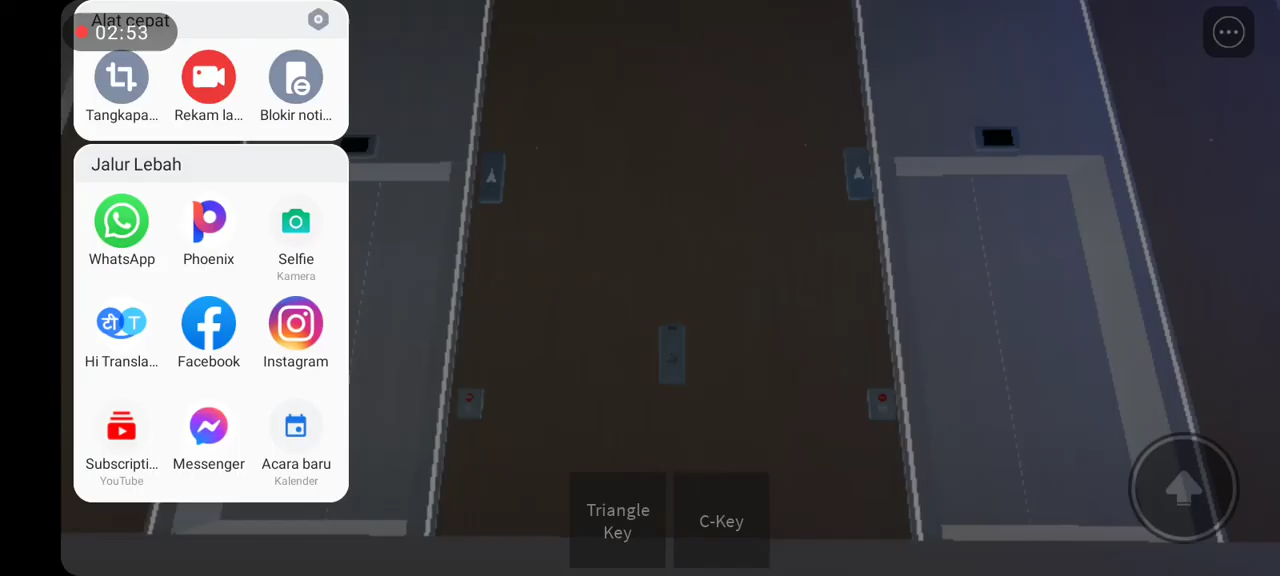 Alat cepat
02:53
Tangkapa...
Rekam la...
Blokir noti...
Jalur Lebah
WhatsApp
Phoenix
Selfie
Kamera
टी T
Hi Transla...
Facebook
Instagram
Subscripti...
YouTube
Messenger
Acara baru
Kalender
Triangle
Key
C-Key